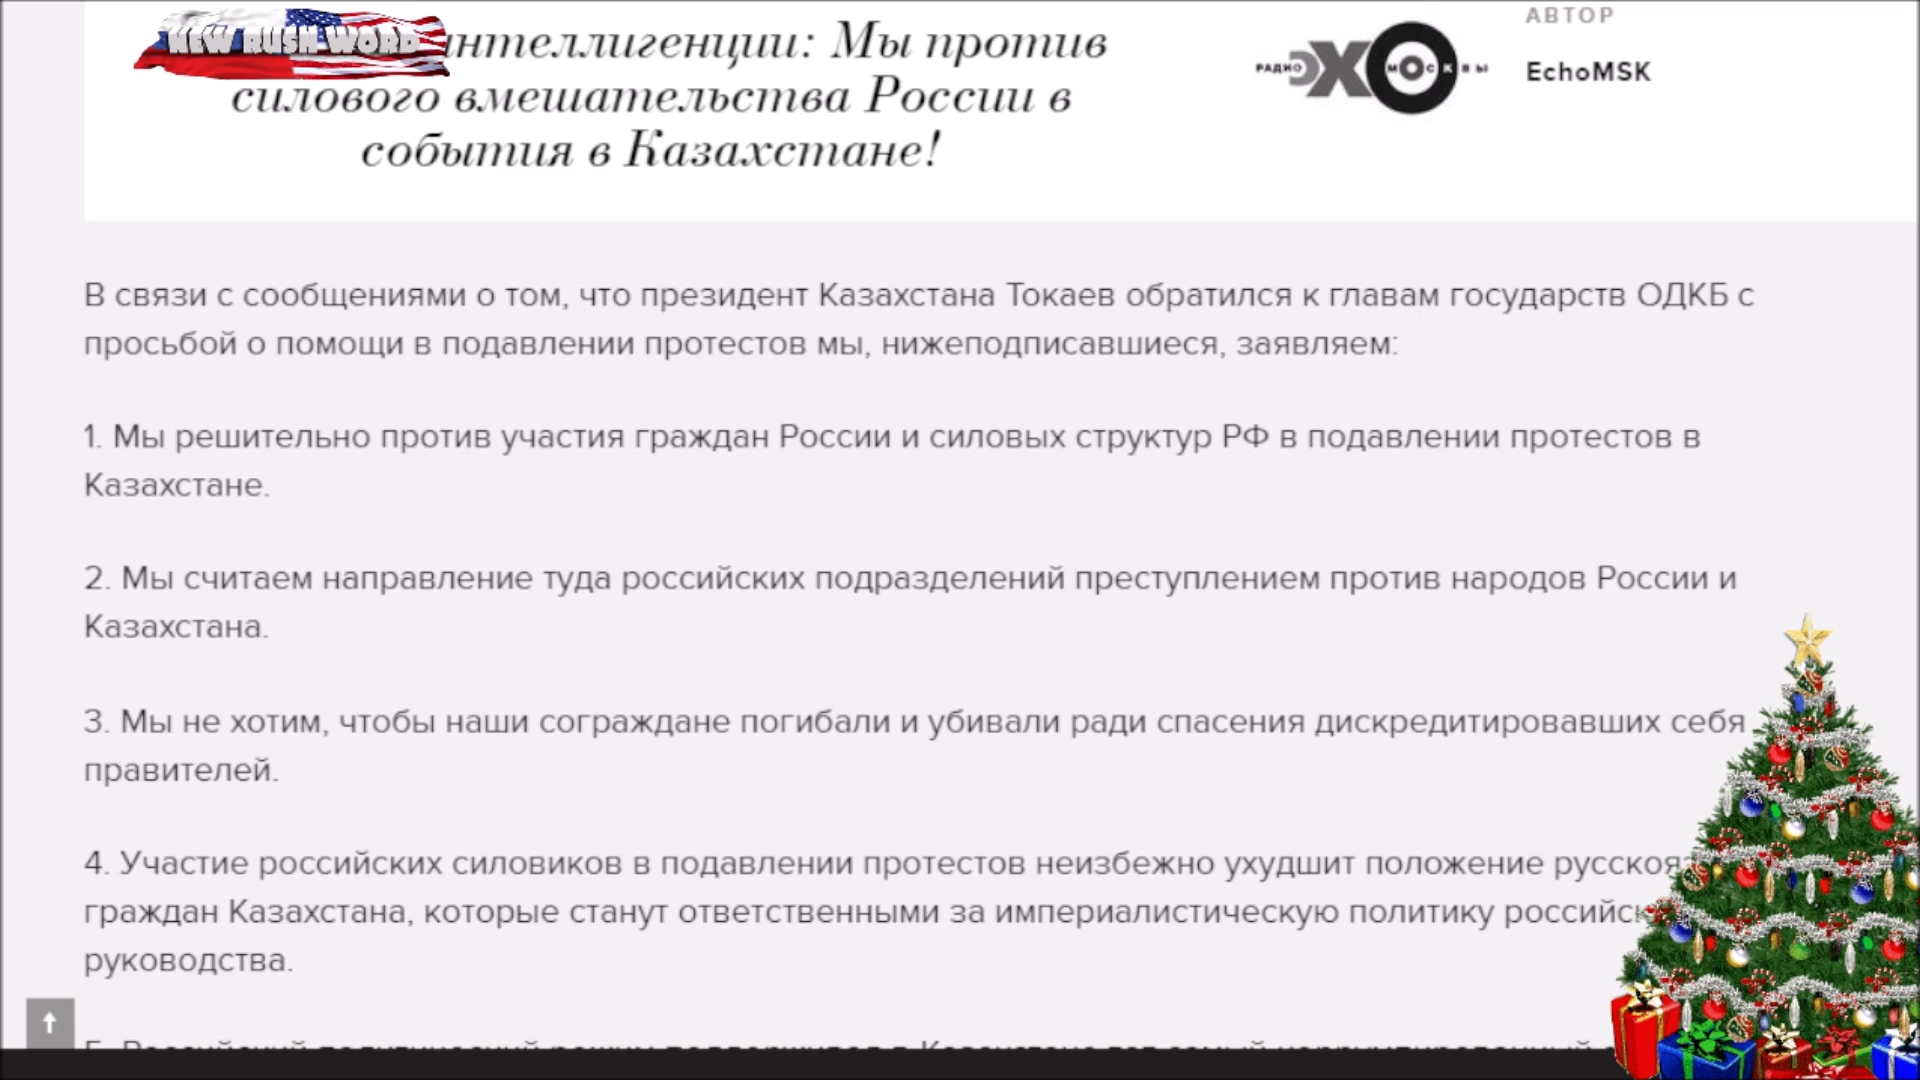 NEW RUSH WORD
интеллигенции: Мы против
силового вмешательства России в
события в Казахстане!
РАДИО ЭХО МОСКВЫ
АВТОР
EchoMSK
В связи с сообщениями о том, что президент Казахстана Токаев обратился к главам государств ОДКБ с
просьбой о помощи в подавлении протестов мы, нижеподписавшиеся, заявляем:
1. Мы решительно против участия граждан России и силовых структур РФ в подавлении протестов в
Казахстане.
2. Мы считаем направление туда российских подразделений преступлением против народов России и
Казахстана.
3. Мы не хотим, чтобы наши сограждане погибали и убивали ради спасения дискредитировавших себя
правителей.
4. Участие российских силовиков в подавлении протестов неизбежно ухудшит положение
граждан Казахстана, которые станут ответственными за империалистическую политику
руководства.